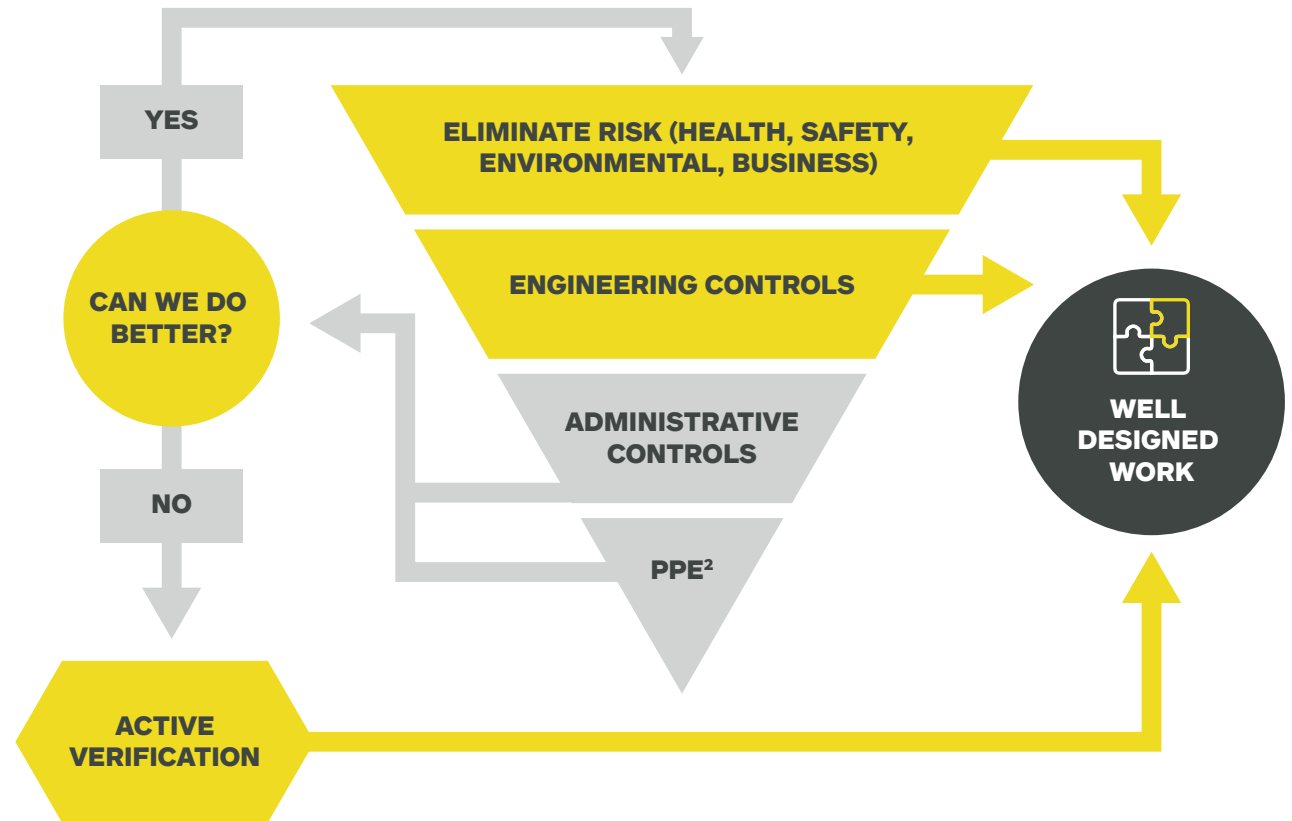 YES
ELIMINATE RISK (HEALTH, SAFETY,
ENVIRONMENTAL, BUSINESS)
CAN WE DO
BETTER?
ENGINEERING CONTROLS
ADMINISTRATIVE
CONTROLS
WELL
DESIGNED
WORK
NO
PPE²
ACTIVE
VERIFICATION